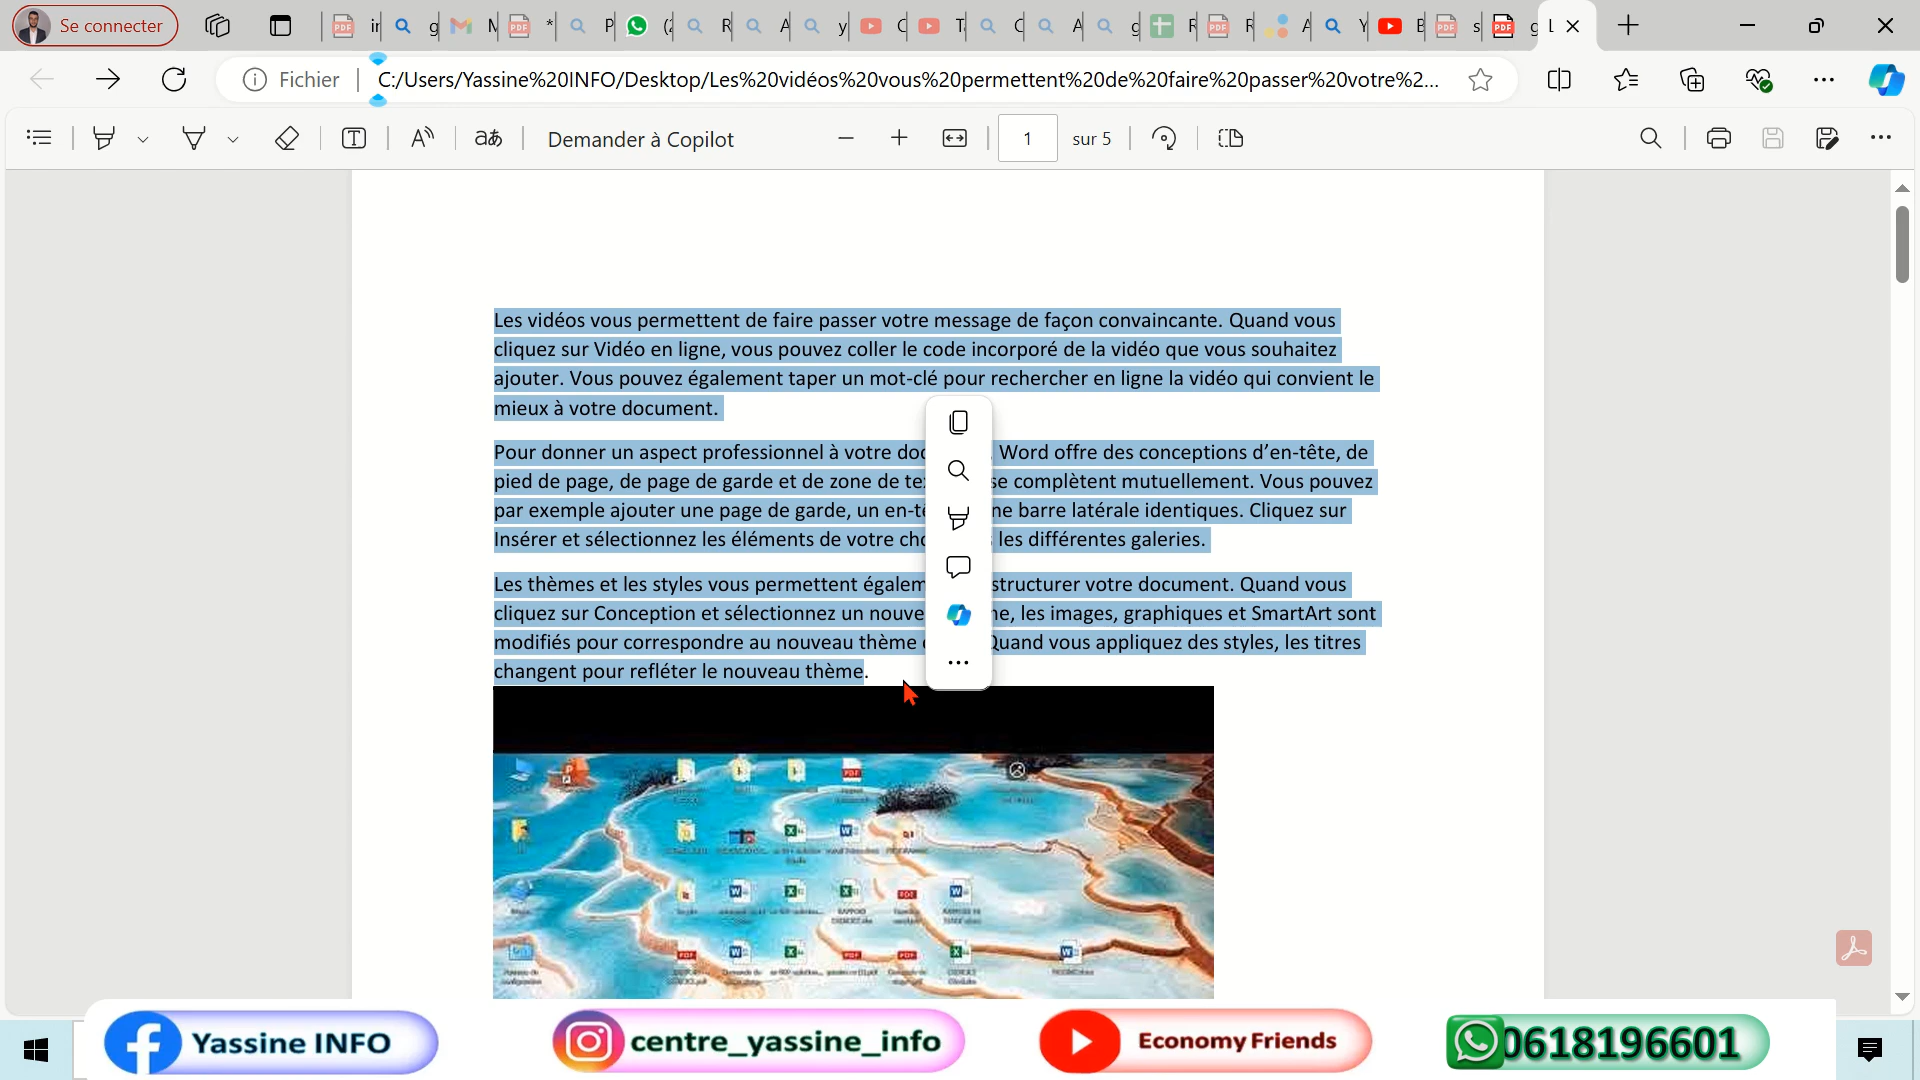 Se connecter
Fichier
C:/Users/Yassine%20INFO/Desktop/Les%20vidéos%20vous%20permettent%20de%20faire%20passer%20votre%2...
Demander à Copilot
1 sur 5
Les vidéos vous permettent de faire passer votre message de façon convaincante. Quand vous
cliquez sur Vidéo en ligne, vous pouvez coller le code incorporé de la vidéo que vous souhaitez
ajouter. Vous pouvez également taper un mot-clé pour rechercher en ligne la vidéo qui convient le
mieux à votre document.
Pour donner un aspect professionnel à votre doc Word offre des conceptions d’en-tête, de
pied de page, de page de garde et de zone de te se complètent mutuellement. Vous pouvez
par exemple ajouter une page de garde, un en-t ne barre latérale identiques. Cliquez sur
Insérer et sélectionnez les éléments de votre cho les différentes galeries.
Les thèmes et les styles vous permettent égalem structurer votre document. Quand vous
cliquez sur Conception et sélectionnez un nouve ne, les images, graphiques et SmartArt sont
modifiés pour correspondre au nouveau thème Quand vous appliquez des styles, les titres
changent pour refléter le nouveau thème.
Yassine INFO
centre_yassine_info
Economy Friends
0618196601